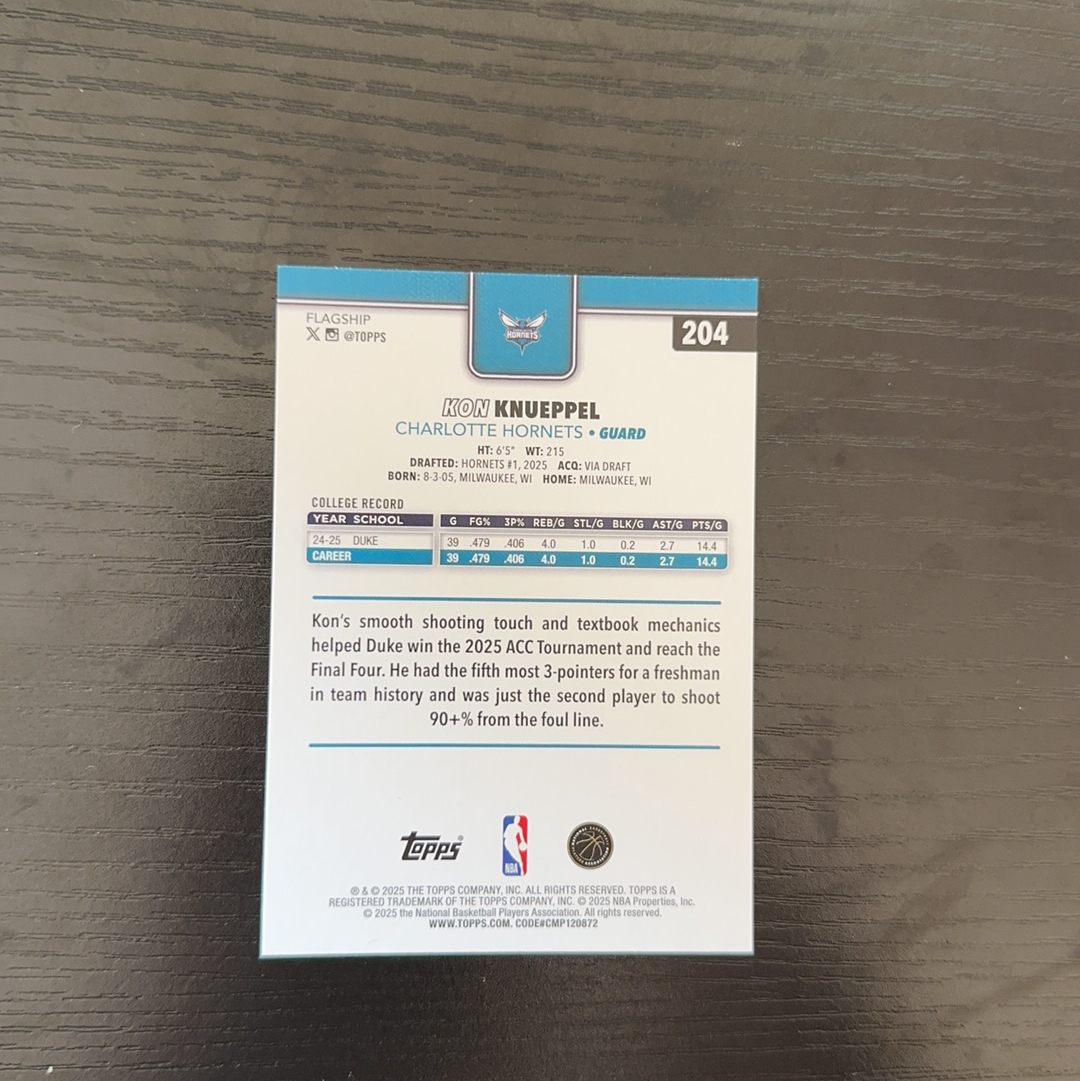 FLAGSHIP
X @TOPPS
HORNETS
204
KON KNUEPPEL
CHARLOTTE HORNETS • GUARD
HT: 6'5" WT: 215
DRAFTED: HORNETS #1, 2025 ACQ: VIA DRAFT
BORN: 8-3-05, MILWAUKEE, WI HOME: MILWAUKEE, WI
COLLEGE RECORD
YEAR SCHOOL G FG% 3P% REB/G STL/G BLK/G AST/G PTS/G
24-25 DUKE 39 .479 .406 4.0 1.0 0.2 2.7 14.4
CAREER 39 .479 .406 4.0 1.0 0.2 2.7 14.4
Kon's smooth shooting touch and textbook mechanics
helped Duke win the 2025 ACC Tournament and reach the
Final Four. He had the fifth most 3-pointers for a freshman
in team history and was just the second player to shoot
90+% from the foul line.
Topps®
NBA
® & © 2025 THE TOPPS COMPANY, INC. ALL RIGHTS RESERVED. TOPPS IS A
REGISTERED TRADEMARK OF THE TOPPS COMPANY, INC. © 2025 NBA Properties, Inc.
© 2025 the National Basketball Players Association. All rights reserved.
WWW.TOPPS.COM. CODE#CMP120872